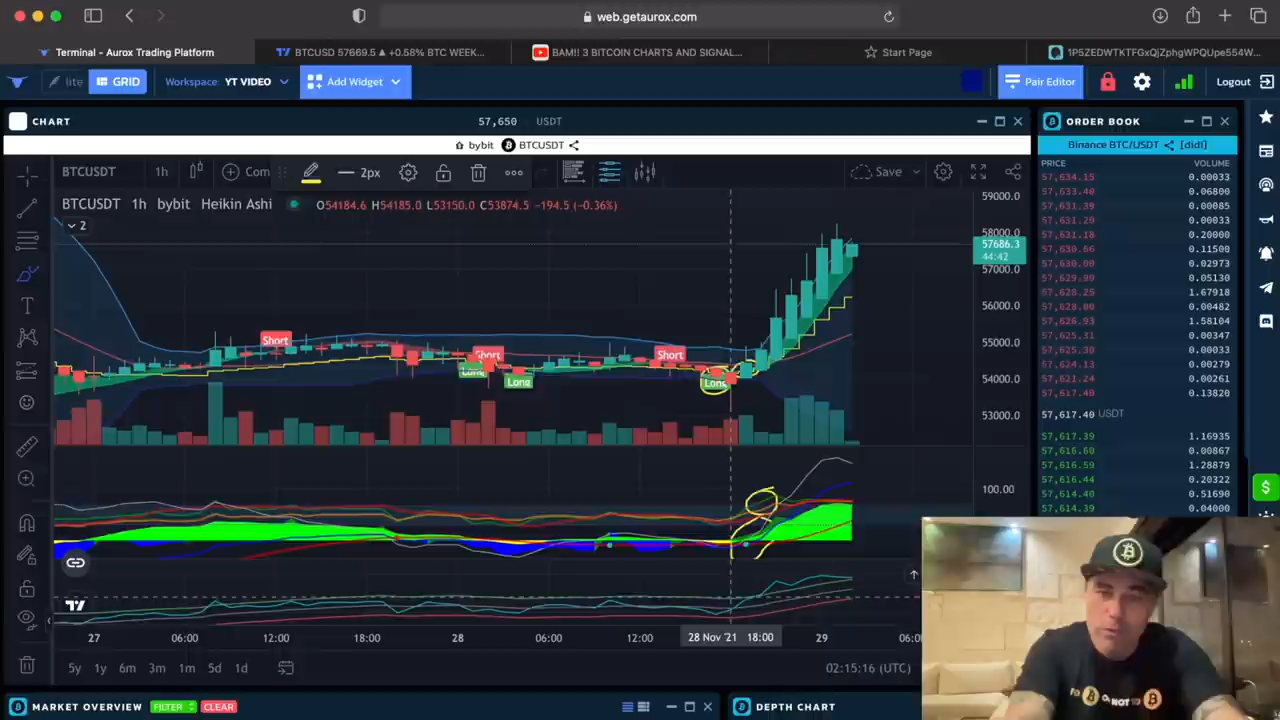 web.getaurox.com
Terminal - Aurox Trading Platform
BTCUSD 57669.5 ▲ +0.58% BTC WEEK...
BAM!! 3 BITCOIN CHARTS AND SIGNAL...
Start Page
lite
GRID
Workspace: YT VIDEO
Add Widget
Pair Editor
Logout
CHART
57,650 USDT
bybit BTCUSDT
ORDER BOOK
Binance BTC/USDT [didi]
BTCUSDT 1h
Com
2px
Save
PRICE VOLUME
57,634.15 0.00033
57,633.40 0.06800
57,631.39 0.00085
57,631.20 0.00033
57,631.18 0.20000
57,630.66 0.11500
57,630.00 0.02973
57,629.99 0.05130
57,628.25 1.67918
57,628.00 0.00482
57,626.93 1.58104
57,625.31 0.00347
57,625.30 0.00033
57,624.13 0.00279
57,621.24 0.00261
57,617.40 0.13820
57,617.40 USDT
57,617.39 1.16935
57,616.60 0.00867
57,616.59 1.28879
57,616.44 0.20322
57,614.40 0.51690
57,614.39 0.04000
BTCUSDT 1h bybit Heikin Ashi
O54184.6 H54185.0 L53150.0 C53874.5 -194.5 (-0.36%)
2
59000.0
58000.0
57686.3
44:42
57000.0
56000.0
55000.0
54000.0
53000.0
100.00
Short
Short
Long
Long
Short
Long
27 06:00 12:00 18:00 28 06:00 12:00 28 Nov '21 18:00 29 06:0
5y 1y 6m 3m 1m 5d 1d
02:15:16 (UTC)
MARKET OVERVIEW
FILTER
CLEAR
DEPTH CHART
OR NOT